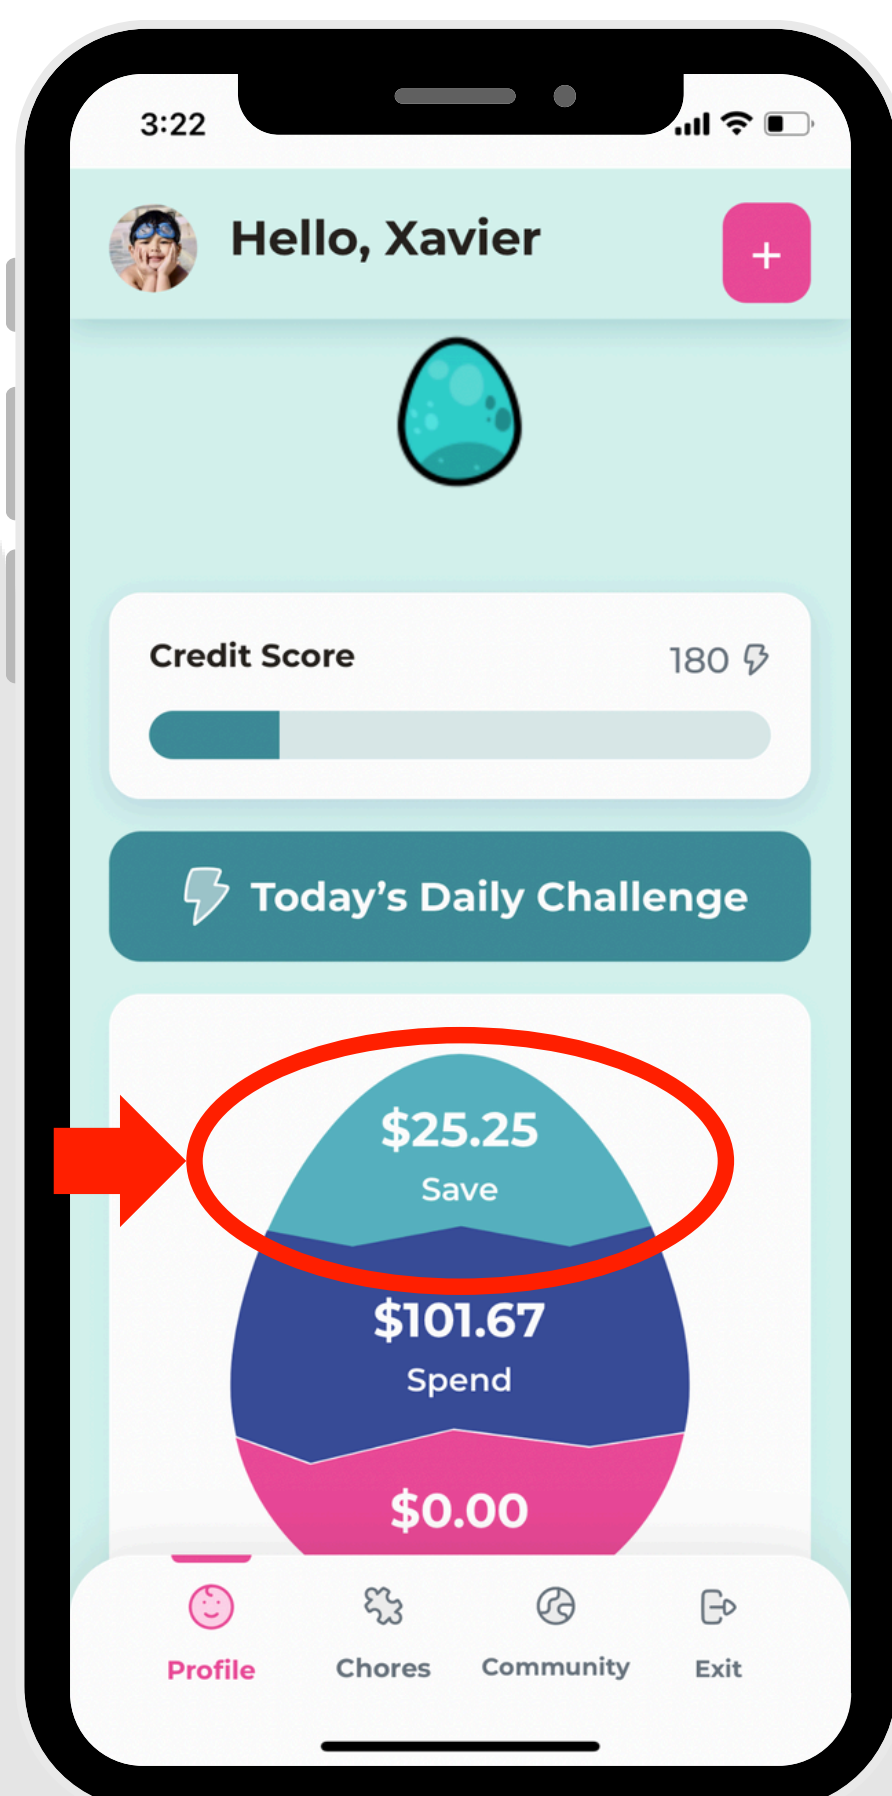 3:22
Hello, Xavier
+
Credit Score
180
Today's Daily Challenge
$25.25
Save
$101.67
Spend
$0.00
Profile
Chores
Community
Exit